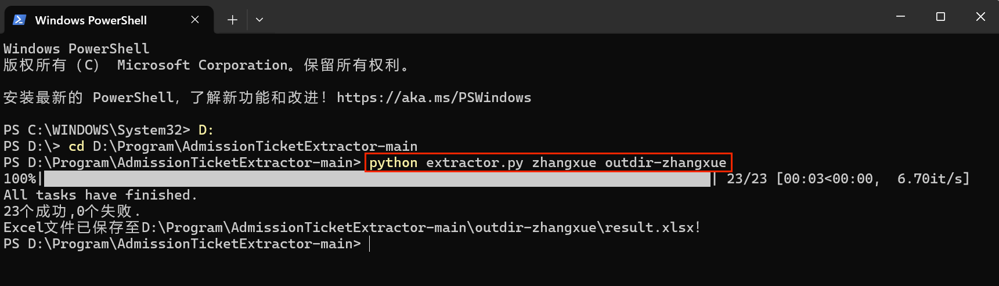 Windows PowerShell
Windows PowerShell
版权所有（C） Microsoft Corporation。保留所有权利。
安装最新的 PowerShell，了解新功能和改进！https://aka.ms/PSWindows
PS C:\WINDOWS\System32> D:
PS D:\> cd D:\Program\AdmissionTicketExtractor-main
PS D:\Program\AdmissionTicketExtractor-main> python extractor.py zhangxue outdir-zhangxue
100%|█████████████████████████| 23/23 [00:03<00:00,  6.70it/s]
All tasks have finished.
23个成功,0个失败.
Excel文件已保存至D:\Program\AdmissionTicketExtractor-main\outdir-zhangxue\result.xlsx!
PS D:\Program\AdmissionTicketExtractor-main>